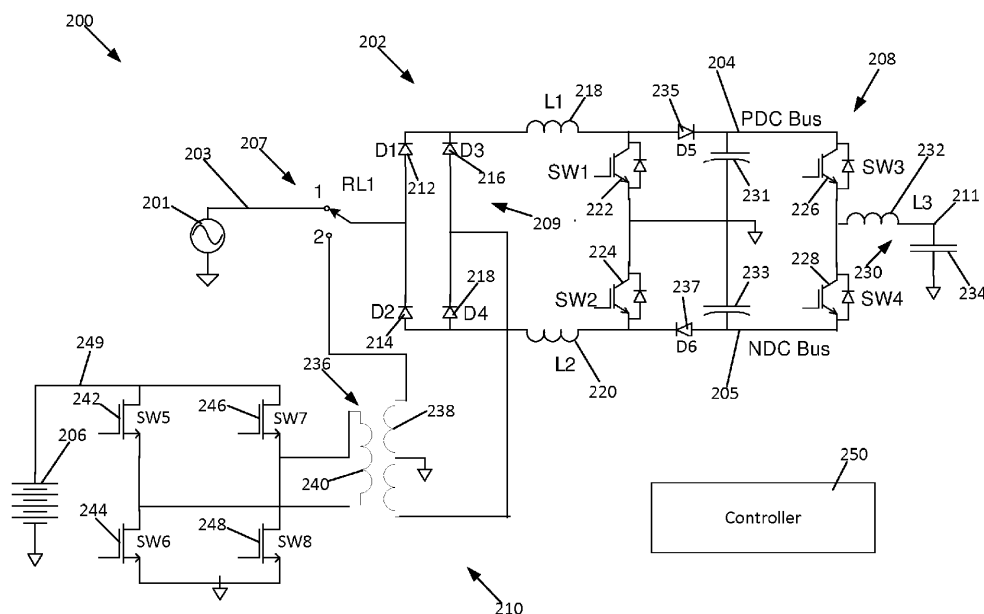 200
202
204
208
207
L1
218
235
PDC Bus
203
D1
D3
D5
232
201
1
RL1
212
216
SW1
231
SW3
226
L3
211
222
209
2
224
233
228
230
234
D2
218
D4
SW2
237
SW4
214
D6
NDC Bus
249
236
L2
220
205
242
SW5
246
SW7
238
206
240
250
244
248
Controller
SW6
SW8
210